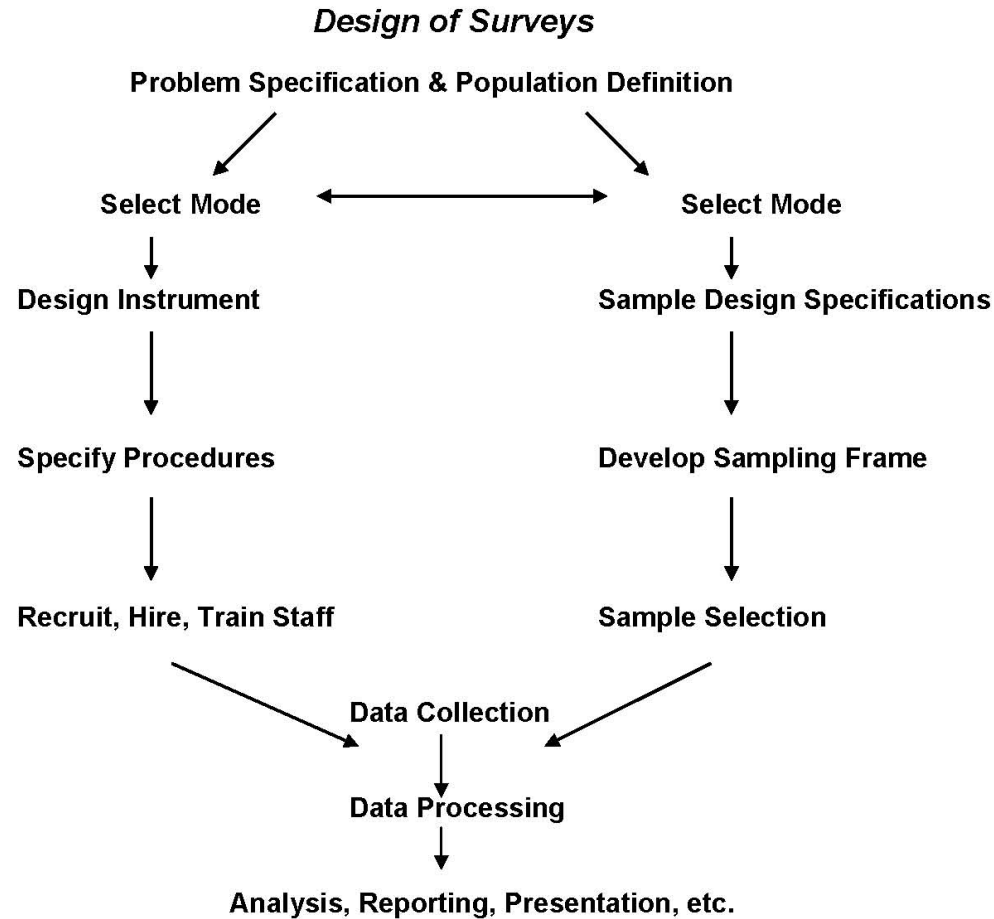 Design of Surveys
Problem Specification & Population Definition
Select Mode
Select Mode
Design Instrument
Sample Design Specifications
Specify Procedures
Develop Sampling Frame
Recruit, Hire, Train Staff
Sample Selection
Data Collection
Data Processing
Analysis, Reporting, Presentation, etc.